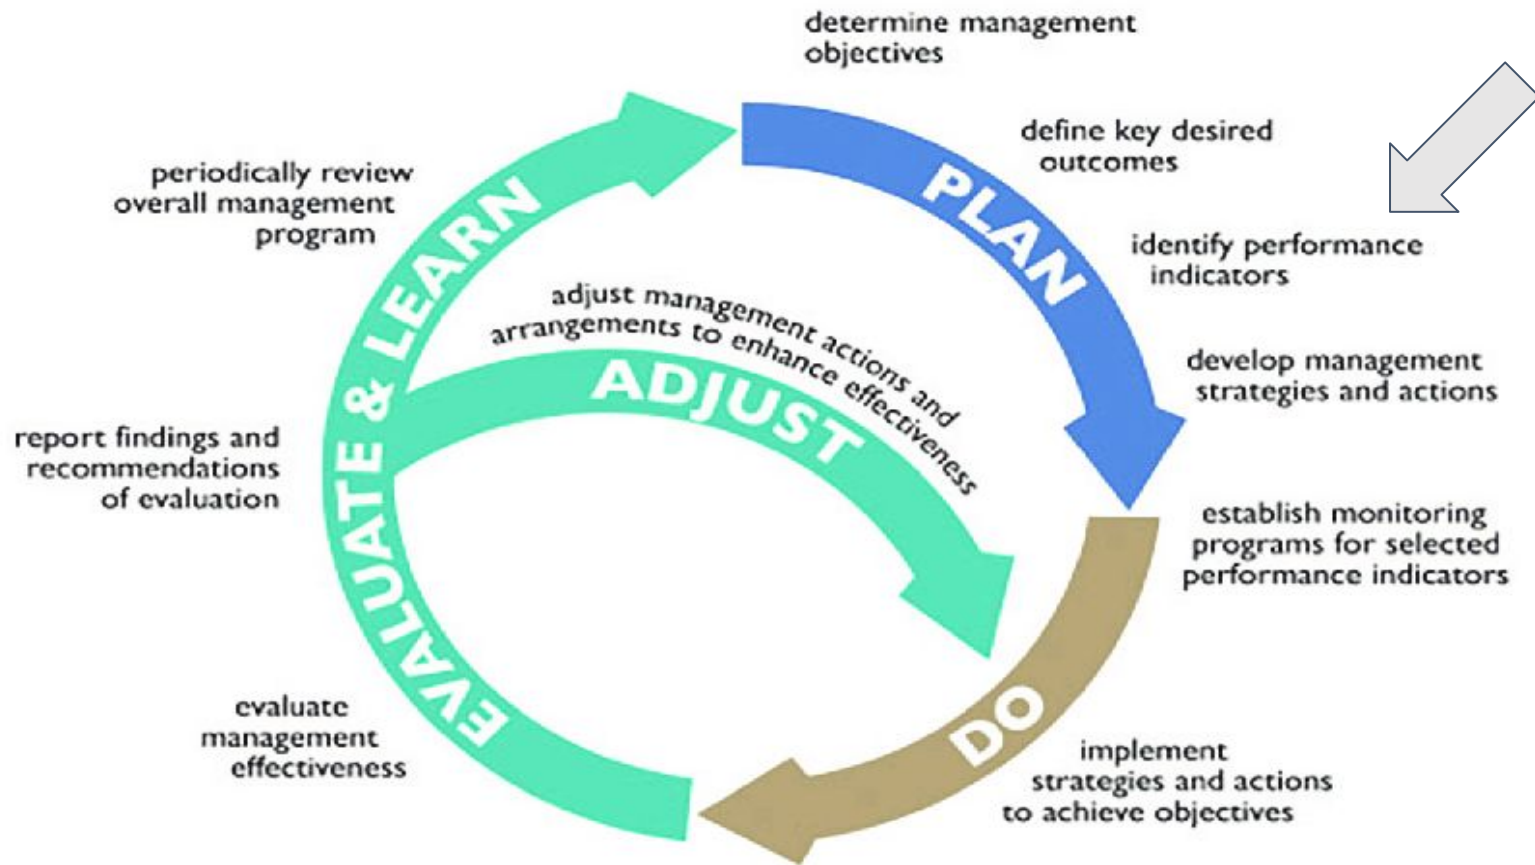 determine management
objectives
define key desired
outcomes
PLAN
identify performance
indicators
develop management
strategies and actions
establish monitoring
programs for selected
performance indicators
DO
implement
strategies and actions
to achieve objectives
evaluate
management
effectiveness
EVALUATE & LEARN
report findings and
recommendations
of evaluation
periodically review
overall management
program
adjust management actions and
arrangements to enhance effectiveness
ADJUST